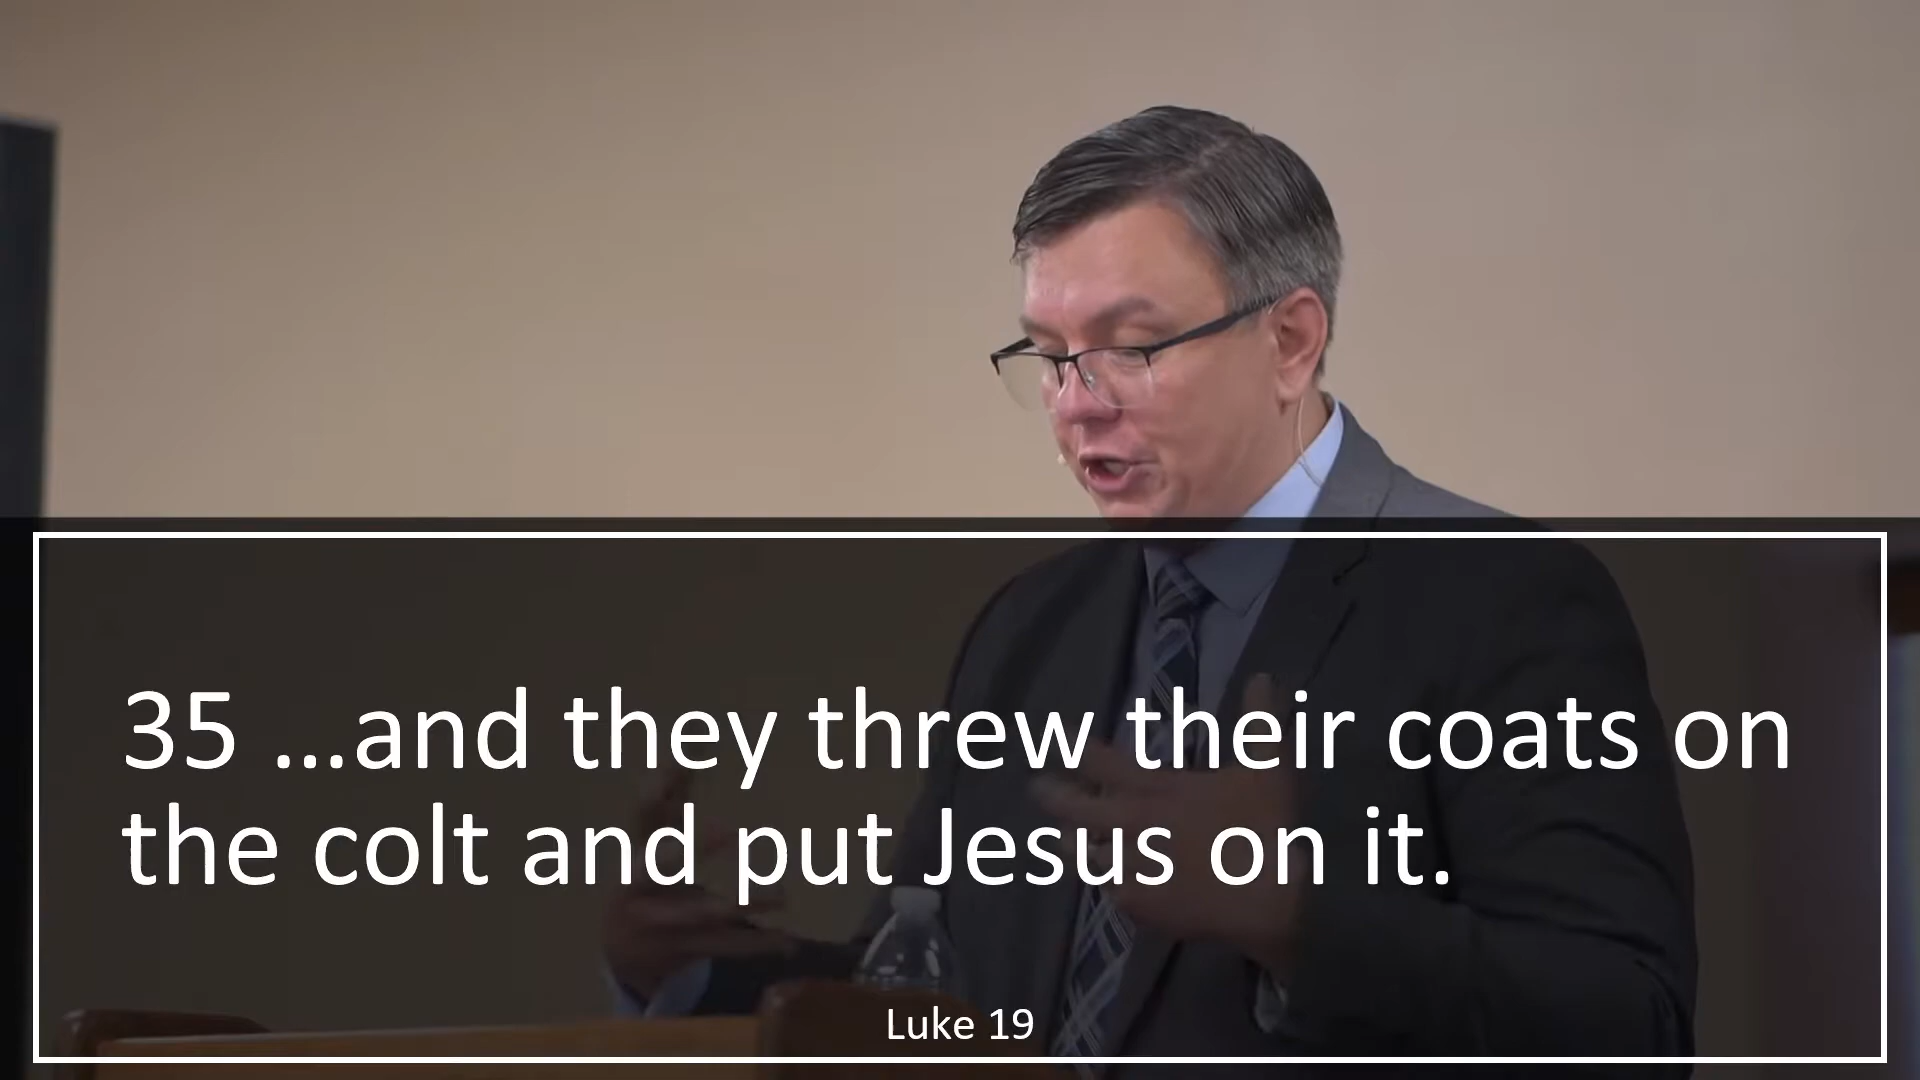 35 …and they threw their coats on
the colt and put Jesus on it.
Luke 19